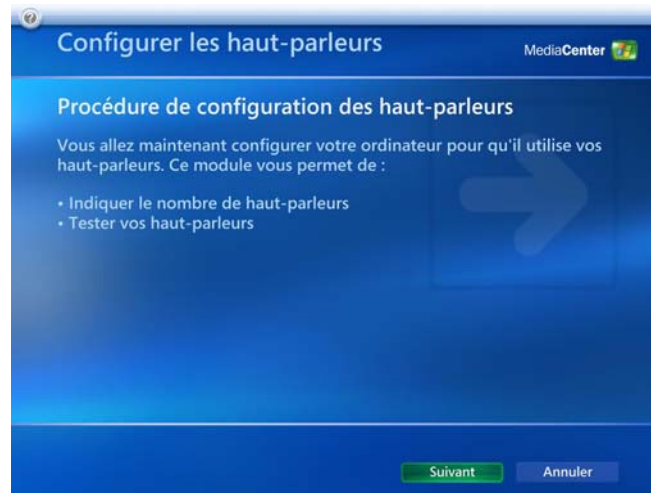 Configurer les haut-parleurs
MediaCenter
Procédure de configuration des haut-parleurs
Vous allez maintenant configurer votre ordinateur pour qu'il utilise vos
haut-parleurs. Ce module vous permet de :
• Indiquer le nombre de haut-parleurs
• Tester vos haut-parleurs
Suivant
Annuler